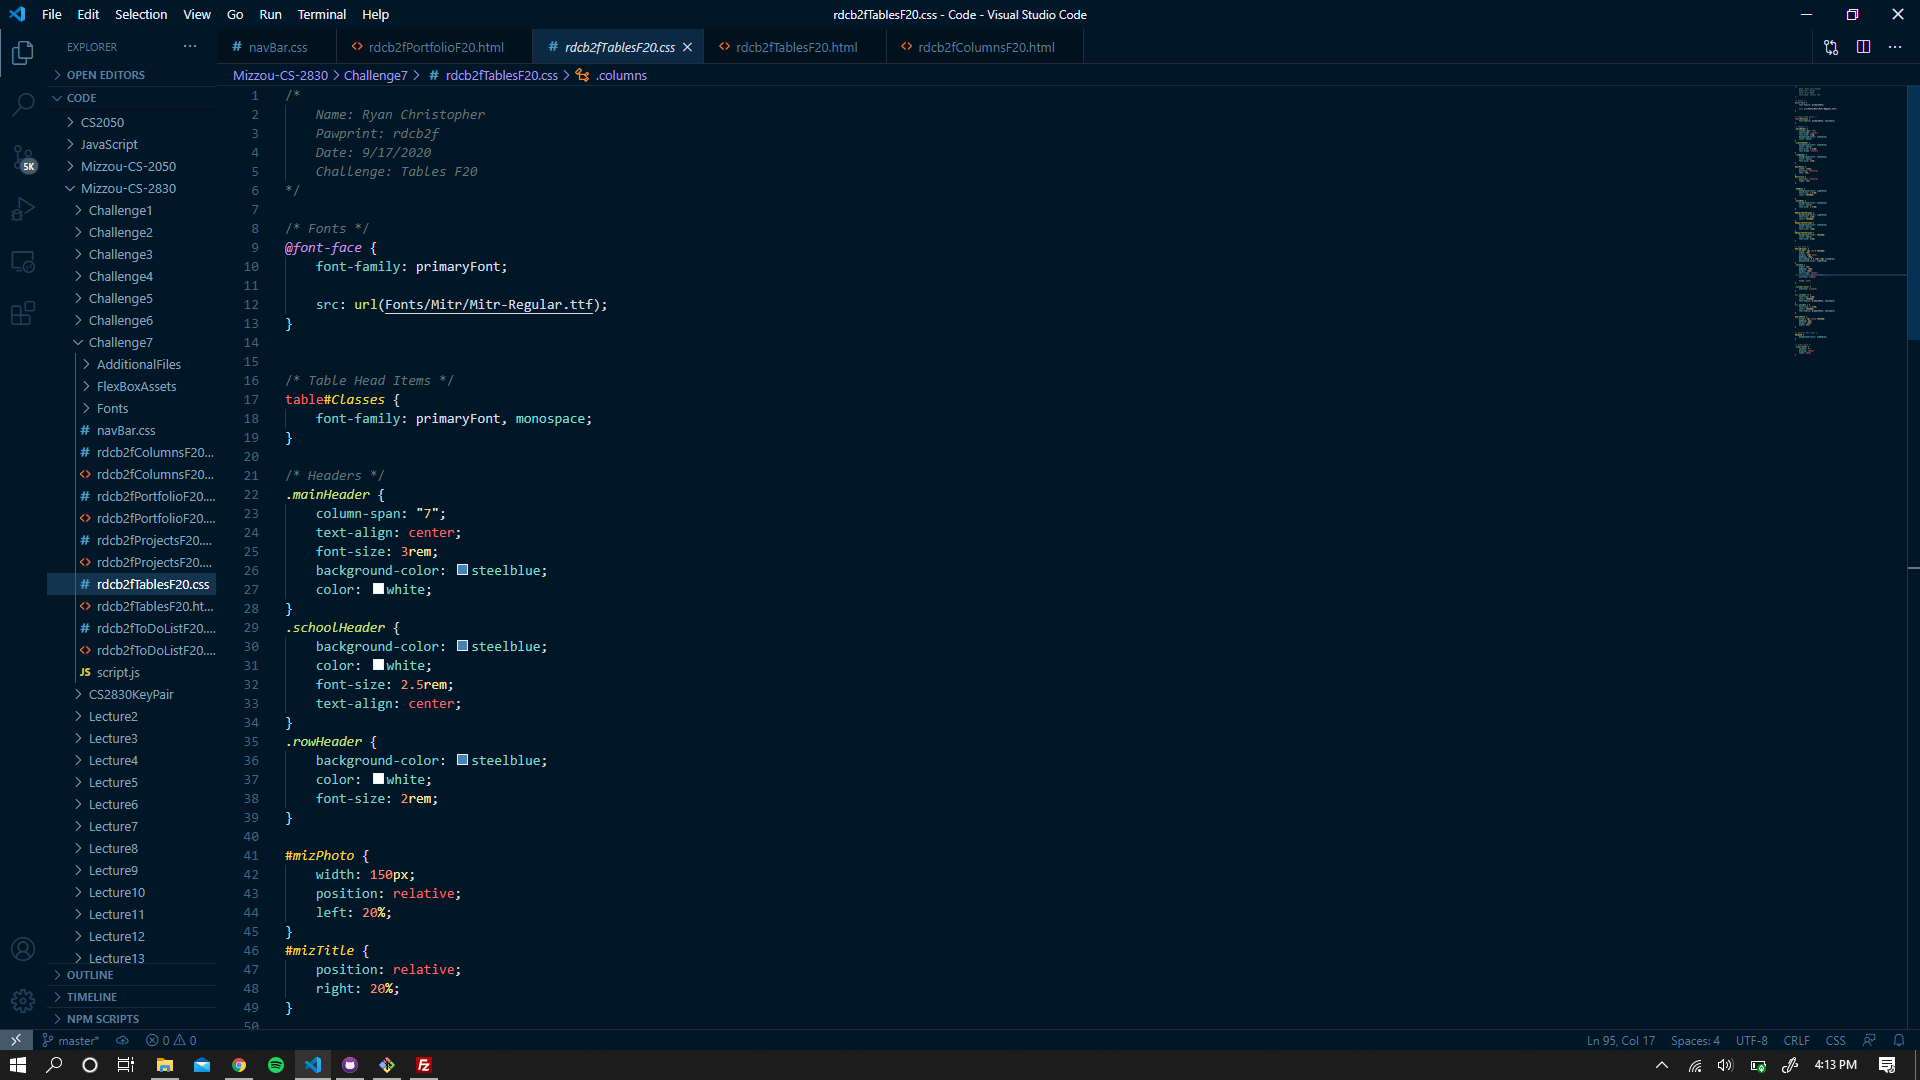 File Edit Selection View Go Run Terminal Help
rdcb2fTablesF20.css - Code - Visual Studio Code
EXPLORER
navBar.css
rdcb2fPortfolioF20.html
rdcb2fTablesF20.css
rdcb2fTablesF20.html
rdcb2fColumnsF20.html
OPEN EDITORS
CODE
CS2050
JavaScript
Mizzou-CS-2050
Mizzou-CS-2830
Challenge1
Challenge2
Challenge3
Challenge4
Challenge5
Challenge6
Challenge7
AdditionalFiles
FlexBoxAssets
Fonts
navBar.css
rdcb2fColumnsF20...
rdcb2fColumnsF20...
rdcb2fPortfolioF20....
rdcb2fPortfolioF20....
rdcb2fProjectsF20....
rdcb2fProjectsF20....
rdcb2fTablesF20.css
rdcb2fTablesF20.ht...
rdcb2fToDoListF20....
rdcb2fToDoListF20....
JS script.js
CS2830KeyPair
Lecture2
Lecture3
Lecture4
Lecture5
Lecture6
Lecture7
Lecture8
Lecture9
Lecture10
Lecture11
Lecture12
Lecture13
OUTLINE
TIMELINE
NPM SCRIPTS
5K
Mizzou-CS-2830 > Challenge7 > # rdcb2fTablesF20.css > .columns
1 /*
2 Name: Ryan Christopher
3 Pawprint: rdcb2f
4 Date: 9/17/2020
5 Challenge: Tables F20
6 */
7
8 /* Fonts */
9 @font-face {
10 font-family: primaryFont;
11
12 src: url(Fonts/Mitr/Mitr-Regular.ttf);
13 }
14
15
16 /* Table Head Items */
17 table#Classes {
18 font-family: primaryFont, monospace;
19 }
20
21 /* Headers */
22 .mainHeader {
23 column-span: "7";
24 text-align: center;
25 font-size: 3rem;
26 background-color: steelblue;
27 color: white;
28 }
29 .schoolHeader {
30 background-color: steelblue;
31 color: white;
32 font-size: 2.5rem;
33 text-align: center;
34 }
35 .rowHeader {
36 background-color: steelblue;
37 color: white;
38 font-size: 2rem;
39 }
40
41 #mizPhoto {
42 width: 150px;
43 position: relative;
44 left: 20%;
45 }
46 #mizTitle {
47 position: relative;
48 right: 20%;
49 }
50
master* 0 0
Ln 95, Col 17 Spaces: 4 UTF-8 CRLF CSS
4:13 PM